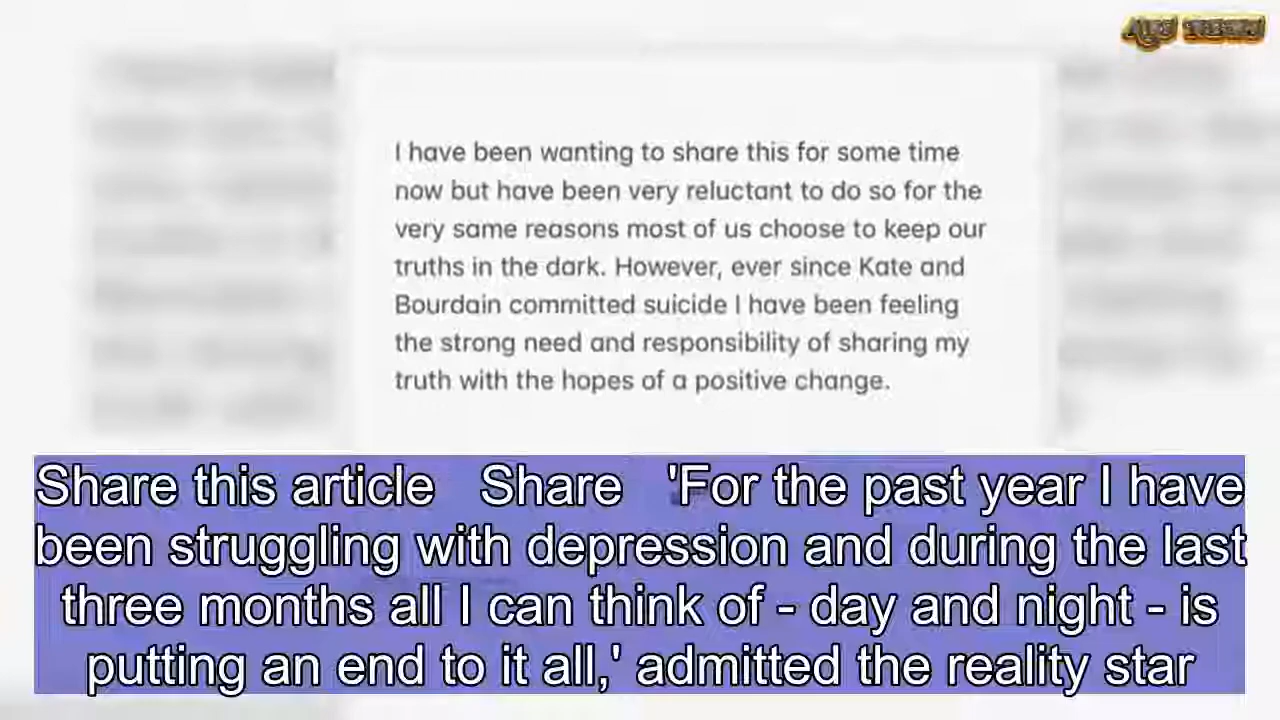 I have been wanting to share this for some time
now but have been very reluctant to do so for the
very same reasons most of us choose to keep our
truths in the dark. However, ever since Kate and
Bourdain committed suicide I have been feeling
the strong need and responsibility of sharing my
truth with the hopes of a positive change.
Share this article Share 'For the past year I have
been struggling with depression and during the last
three months all I can think of - day and night - is
putting an end to it all,' admitted the reality star